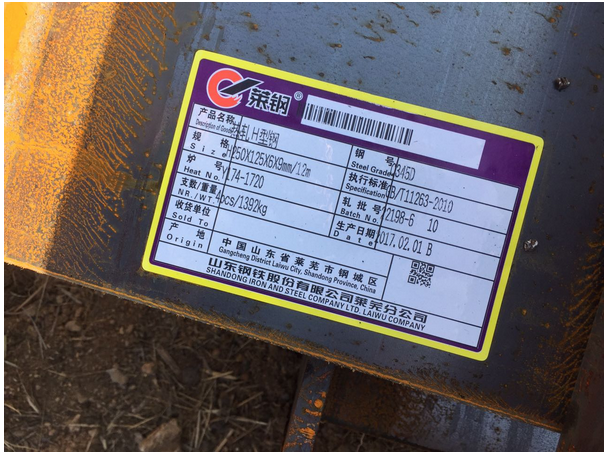 莱钢®
产品名称 热轧H型钢
Description of Goods
规格 250X125X6X9mm/12m
Size
钢号 345D
Steel Grade
炉号 174-1720
Heat No.
执行标准 B/T11263-2010
Specification
支数/重量 pcs/1392kg
NR./WT.
轧批号 2198-6 10
Batch No.
收货单位
Sold To
生产日期 017.02.01 B
Date
产地 中国山东省莱芜市钢城区
Origin Gangcheng District Laiwu City, Shandong Province, China
山东钢铁股份有限公司莱芜分公司
SHANDONG IRON AND STEEL COMPANY LTD. LAIWU COMPANY